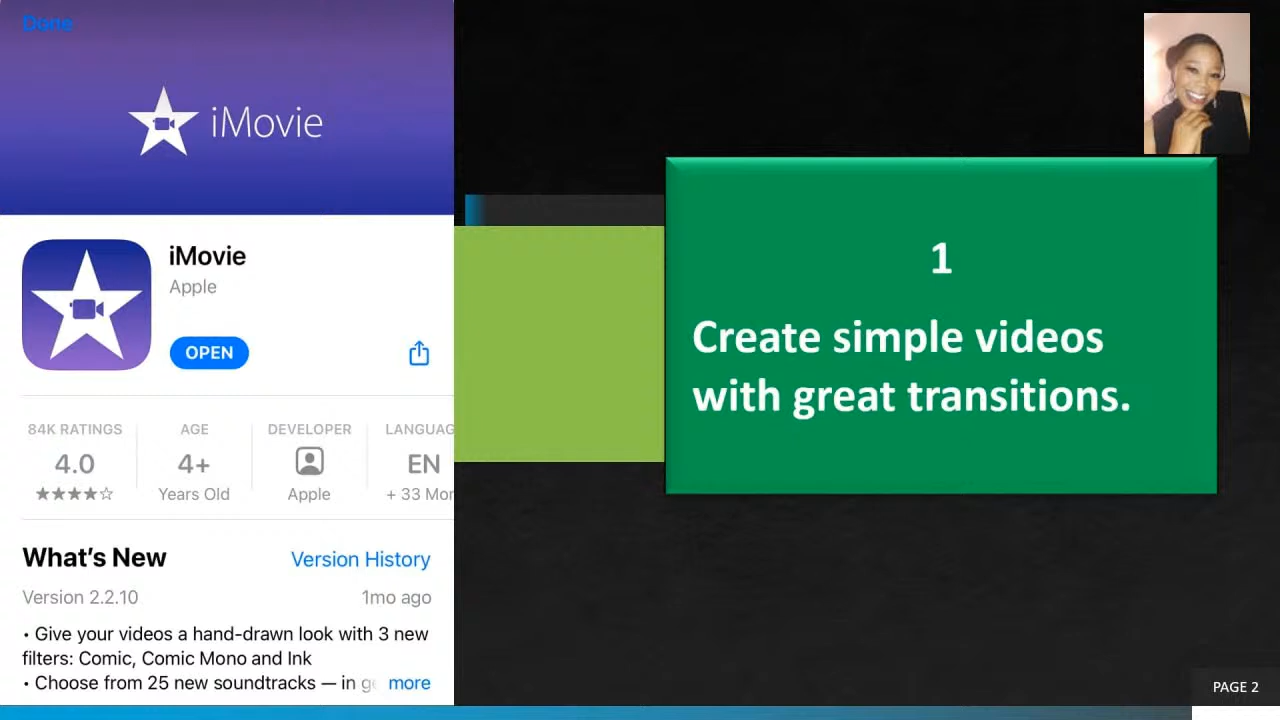 Done
iMovie
iMovie
Apple
OPEN
84K RATINGS
AGE
DEVELOPER
LANGUAG
4.0
4+
EN
★★★★☆
Years Old
Apple
+ 33 Mor
What's New
Version History
Version 2.2.10
1mo ago
• Give your videos a hand-drawn look with 3 new
filters: Comic, Comic Mono and Ink
• Choose from 25 new soundtracks — in
more
1
Create simple videos
with great transitions.
PAGE 2